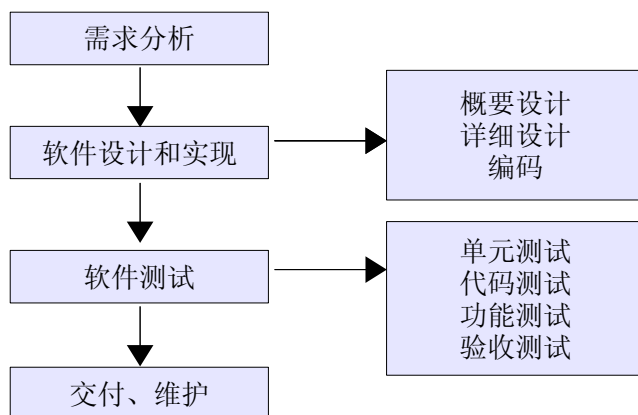 需求分析
软件设计和实现
概要设计
详细设计
编码
软件测试
单元测试
代码测试
功能测试
验收测试
交付、维护